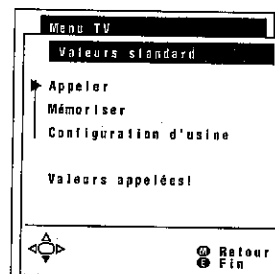 Menu TV
Valeurs standard
Appeler
Mémoriser
Configuration d'usine
Valeurs appelées!
M Retour
E Fin